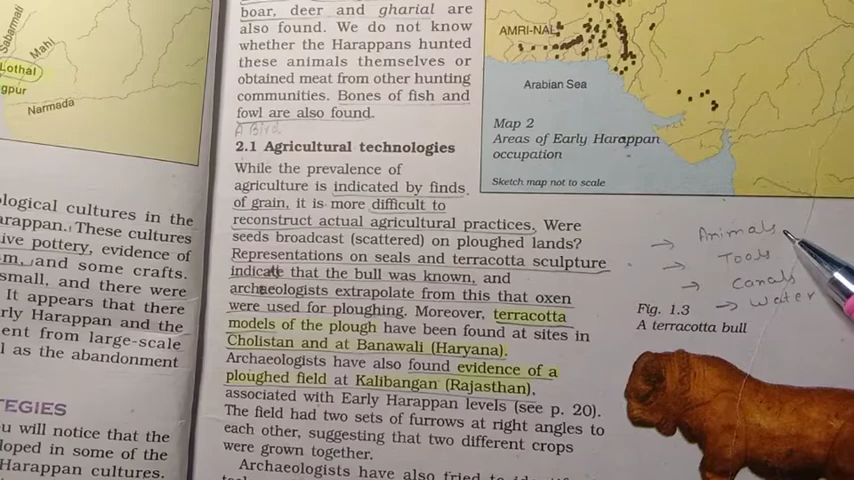 Sabarmati
Mahi
Lothal
gpur
Narmada
ological cultures in the
arappan. These cultures
ive pottery, evidence of
m, and some crafts.
small, and there were
It appears that there
rly Harappan and the
ent from large-scale
l as the abandonment
TEGIES
u will notice that the
loped in some of the
Harappan cultures.
boar, deer and gharial are
also found. We do not know
whether the Harappans hunted
these animals themselves or
obtained meat from other hunting
communities. Bones of fish and
fowl are also found.
A Bird
2.1 Agricultural technologies
While the prevalence of
agriculture is indicated by finds
of grain, it is more difficult to
reconstruct actual agricultural practices. Were
seeds broadcast (scattered) on ploughed lands?
Representations on seals and terracotta sculpture
indicate that the bull was known, and
archaeologists extrapolate from this that oxen
were used for ploughing. Moreover, terracotta
models of the plough have been found at sites in
Cholistan and at Banawali (Haryana).
Archaeologists have also found evidence of a
ploughed field at Kalibangan (Rajasthan),
associated with Early Harappan levels (see p. 20).
The field had two sets of furrows at right angles to
each other, suggesting that two different crops
were grown together.
Archaeologists have also tried to
AMRI-NAL
Arabian Sea
Map 2
Areas of Early Harappan
occupation
Sketch map not to scale
→ Animals
→ Tools
→ Canals
→ Water
Fig. 1.3
A terracotta bull